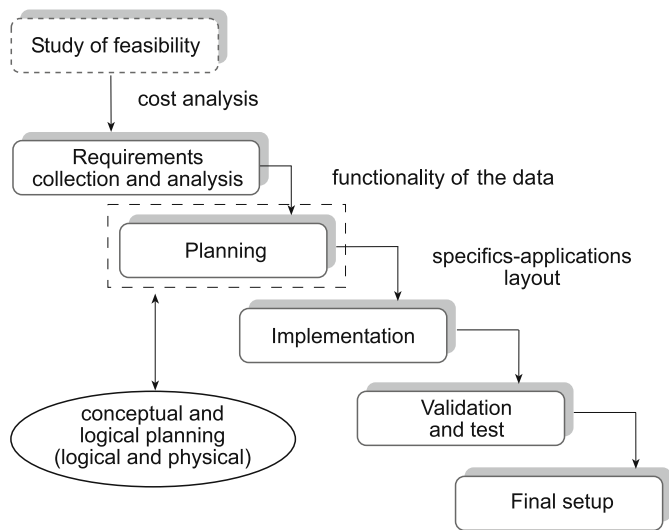 Study of feasibility
cost analysis
Requirements
collection and analysis
functionality of the data
Planning
specifics-applications
layout
Implementation
conceptual and
logical planning
(logical and physical)
Validation
and test
Final setup